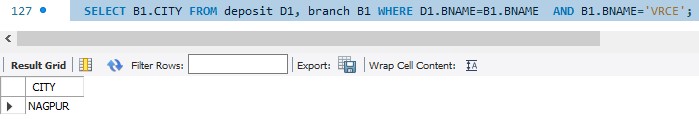 127 SELECT B1.CITY FROM deposit D1, branch B1 WHERE D1.BNAME=B1.BNAME  AND B1.BNAME='VRCE';
Result Grid Filter Rows: Export: Wrap Cell Content:
CITY
NAGPUR